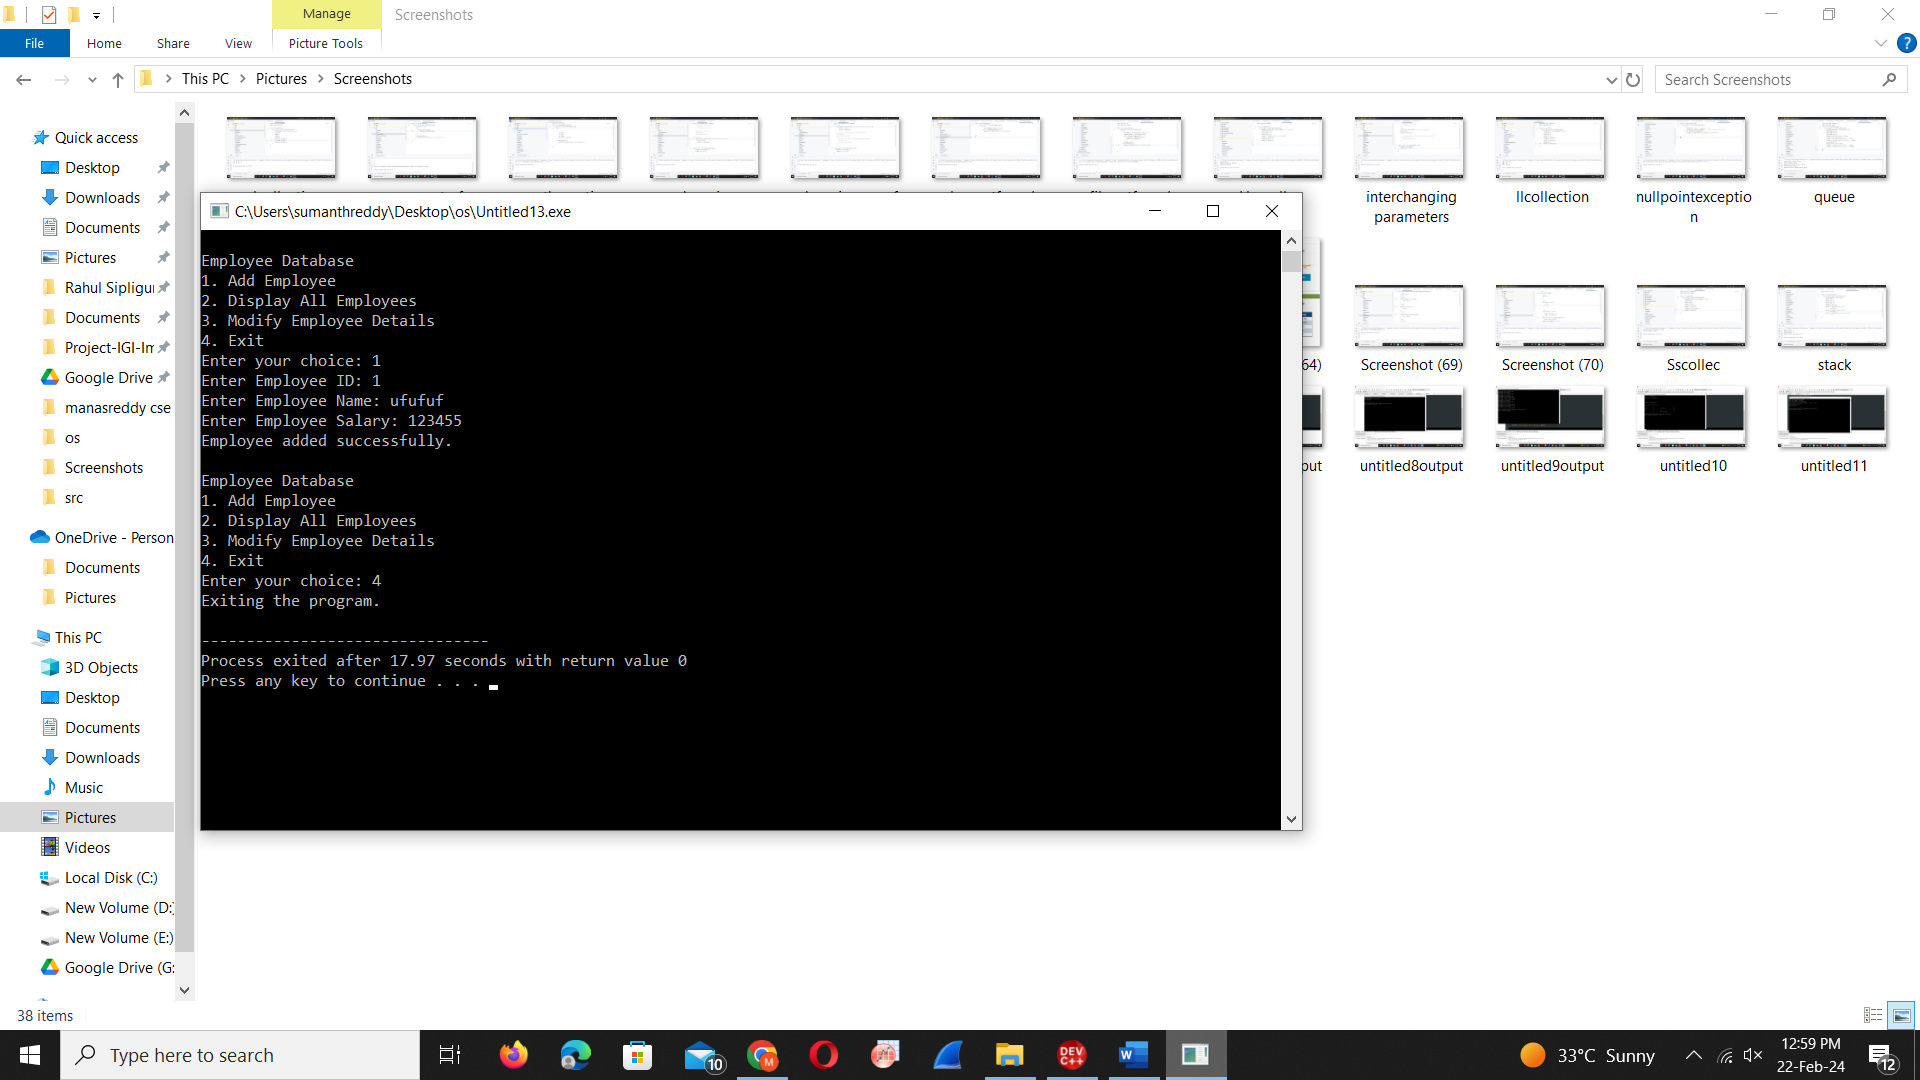 Manage
Screenshots
File
Home
Share
View
Picture Tools
This PC > Pictures > Screenshots
Search Screenshots
Quick access
Desktop
Downloads
Documents
Pictures
Rahul Sipligu
Documents
Project-IGI-Im
Google Drive
manasreddy cse
os
Screenshots
src
OneDrive - Person
Documents
Pictures
This PC
3D Objects
Desktop
Documents
Downloads
Music
Pictures
Videos
Local Disk (C:)
New Volume (D:)
New Volume (E:)
Google Drive (G:
38 items
interchanging
parameters
llcollection
nullpointexceptio
n
queue
64)
Screenshot (69)
Screenshot (70)
Sscollec
stack
put
untitled8output
untitled9output
untitled10
untitled11
C:\Users\sumanthreddy\Desktop\os\Untitled13.exe
Employee Database
1. Add Employee
2. Display All Employees
3. Modify Employee Details
4. Exit
Enter your choice: 1
Enter Employee ID: 1
Enter Employee Name: ufufuf
Enter Employee Salary: 123455
Employee added successfully.
Employee Database
1. Add Employee
2. Display All Employees
3. Modify Employee Details
4. Exit
Enter your choice: 4
Exiting the program.
--------------------------------
Process exited after 17.97 seconds with return value 0
Press any key to continue . . .
Type here to search
10
M
DEV
C++
W
33°C Sunny
12:59 PM
22-Feb-24
12